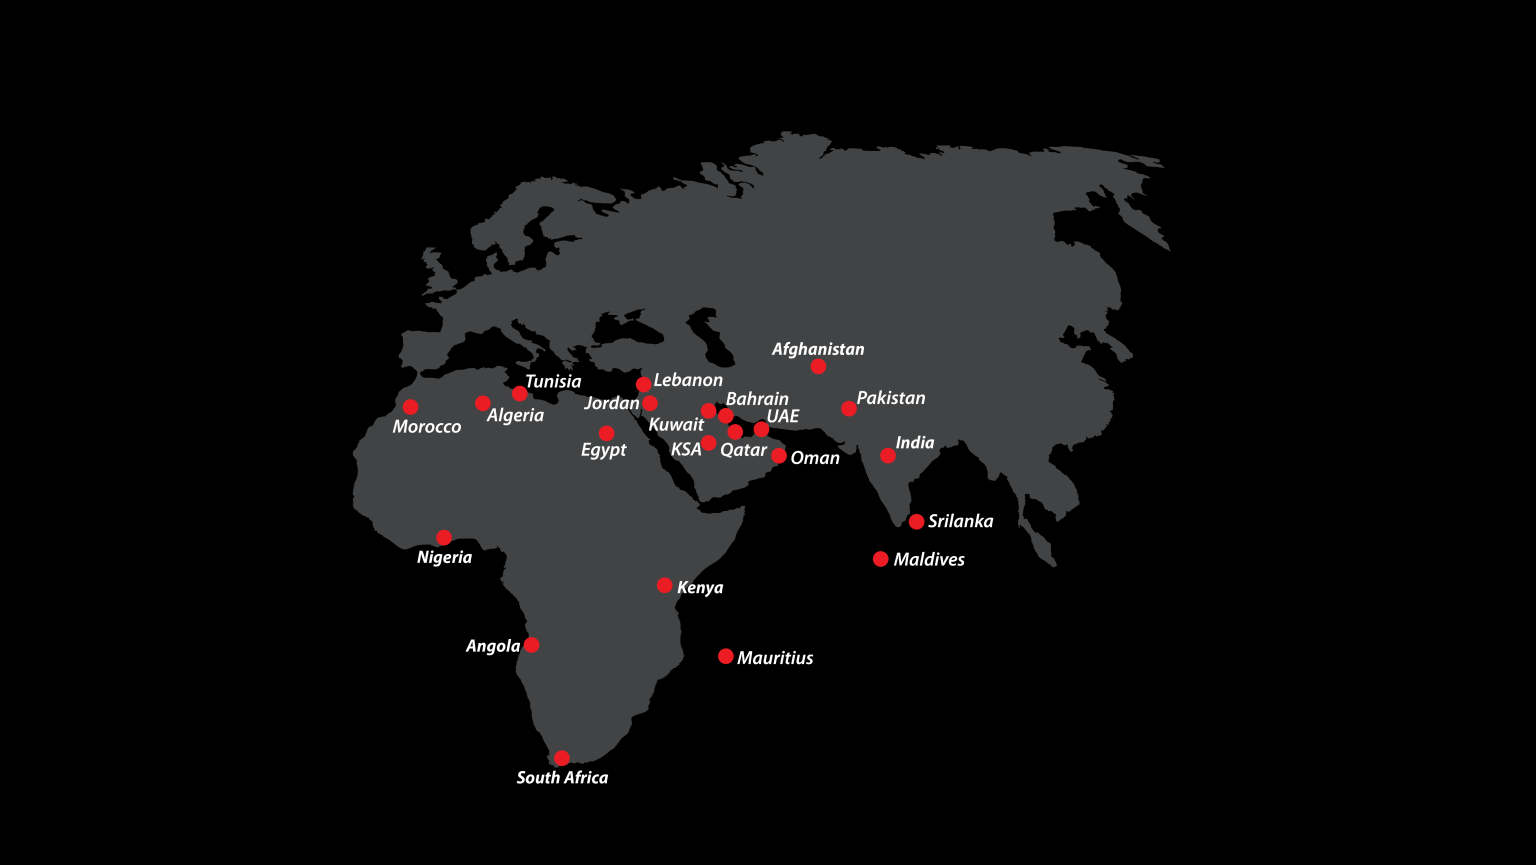 Afghanistan
Lebanon
Tunisia
Pakistan
Bahrain
Jordan
UAE
Algeria
Kuwait
Morocco
India
Egypt
KSA
Qatar
Oman
Srilanka
Nigeria
Maldives
Kenya
Angola
Mauritius
South Africa